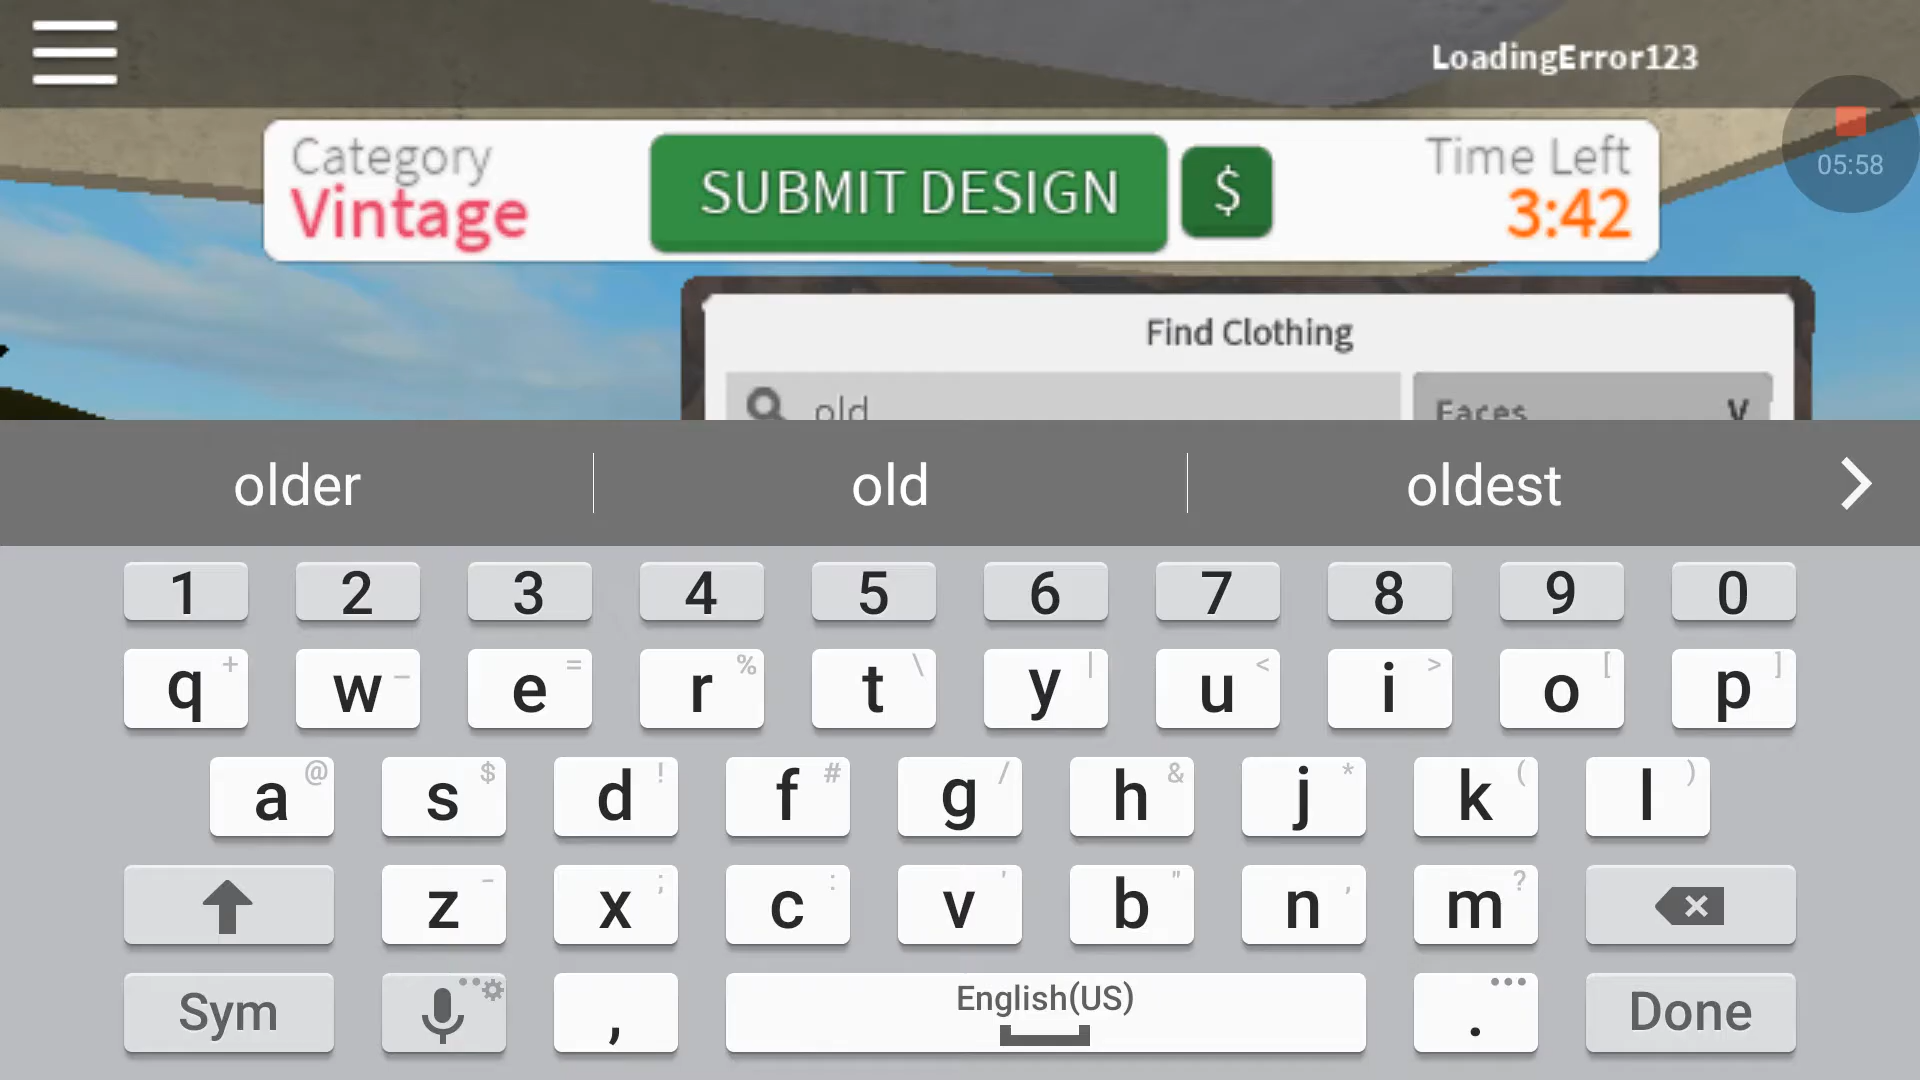 LoadingError123
05:58
Category
Vintage
SUBMIT DESIGN
$
Time Left
3:42
Find Clothing
old
Faces V
older old oldest
1 2 3 4 5 6 7 8 9 0
q + w _ e = r % t \ y | u < i > o [ p ]
a @ s $ d ! f # g / h & j * k ( l )
z - x ; c : v ' b " n , m ?
Sym , English(US) . Done